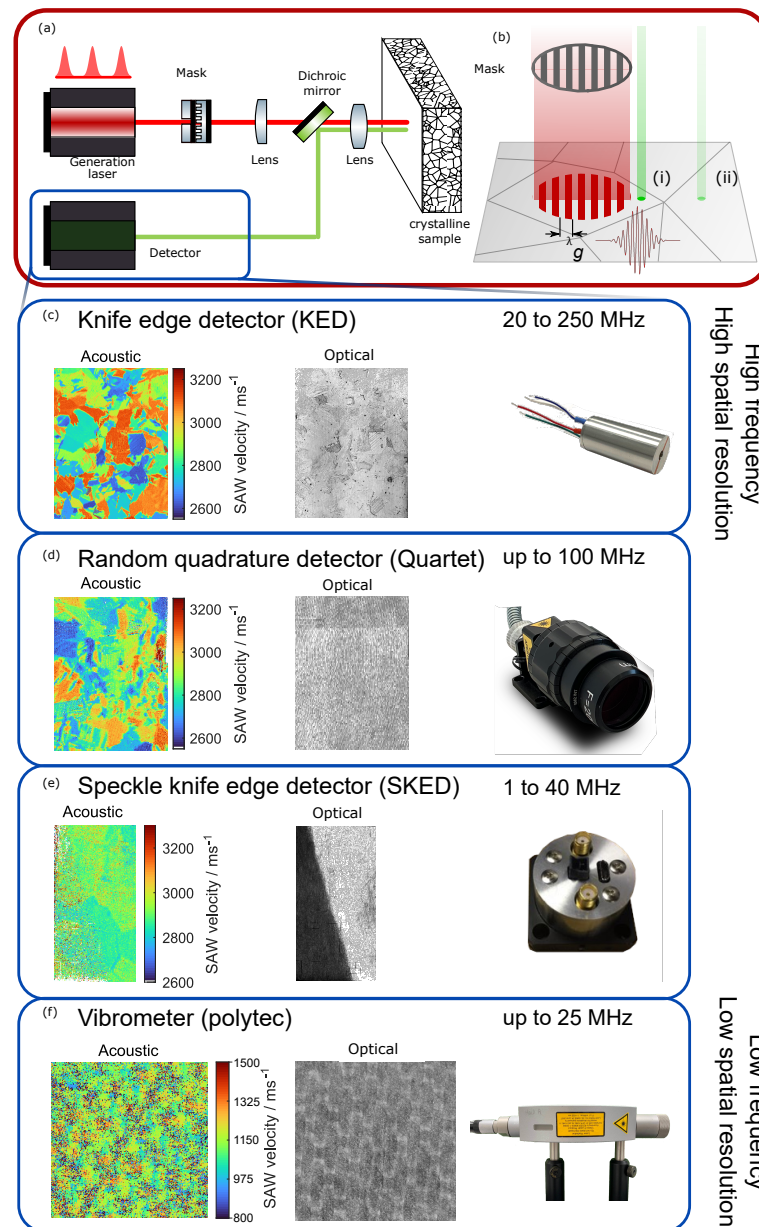 (a)
Mask
Dichroic
mirror
Generation
laser
Lens
Lens
Detector
crystalline
sample
(b)
Mask
(i)
(ii)
λ
g
(c)
Knife edge detector (KED)
20 to 250 MHz
Acoustic
Optical
3200
3000
2800
2600
SAW velocity / ms⁻¹
High frequency
High spatial resolution
(d)
Random quadrature detector (Quartet)
up to 100 MHz
Acoustic
Optical
3200
3000
2800
2600
SAW velocity / ms⁻¹
(e)
Speckle knife edge detector (SKED)
1 to 40 MHz
Acoustic
Optical
3200
3000
2800
2600
SAW velocity / ms⁻¹
(f)
Vibrometer (polytec)
up to 25 MHz
Acoustic
Optical
1500
1325
1150
975
800
SAW velocity / ms⁻¹
Low frequency
Low spatial resolution